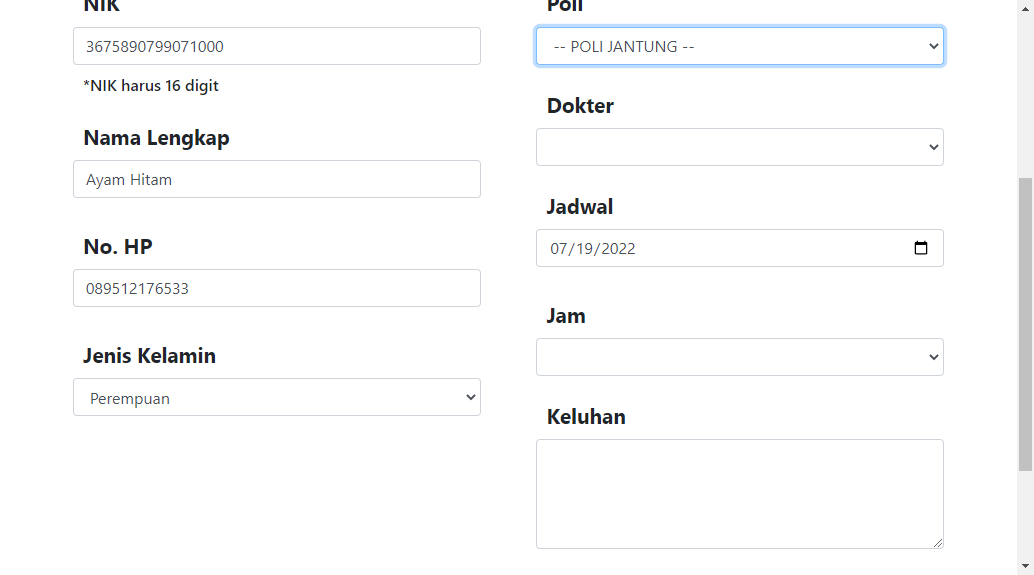 NIK
3675890799071000
*NIK harus 16 digit
Nama Lengkap
Ayam Hitam
No. HP
089512176533
Jenis Kelamin
Perempuan
Poli
-- POLI JANTUNG --
Dokter
Jadwal
07/19/2022
Jam
Keluhan